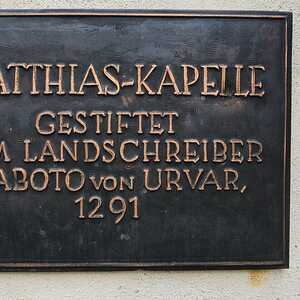 ATTHIAS-KAPELLE
GESTIFTET
M LANDSCHREIBER
ABOTO VON URVAR,
1291